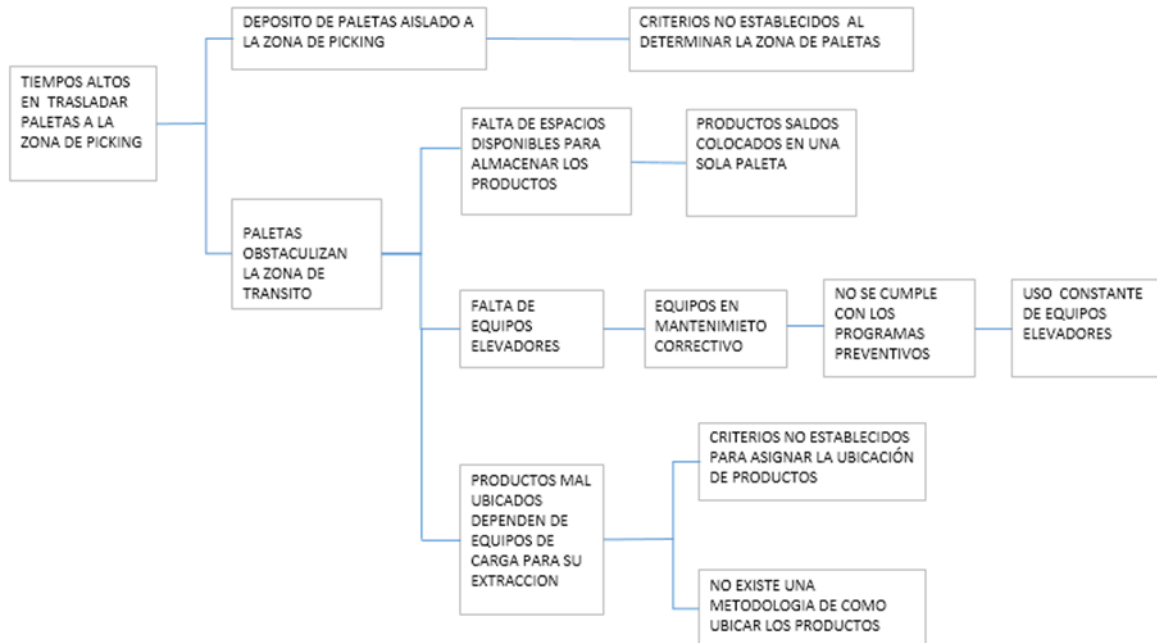 TIEMPOS ALTOS
EN TRASLADAR
PALETAS A LA
ZONA DE PICKING
DEPOSITO DE PALETAS AISLADO A
LA ZONA DE PICKING
CRITERIOS NO ESTABLECIDOS AL
DETERMINAR LA ZONA DE PALETAS
PALETAS
OBSTACULIZAN
LA ZONA DE
TRANSITO
FALTA DE ESPACIOS
DISPONIBLES PARA
ALMACENAR LOS
PRODUCTOS
PRODUCTOS SALDOS
COLOCADOS EN UNA
SOLA PALETA
FALTA DE
EQUIPOS
ELEVADORES
EQUIPOS EN
MANTENIMIETO
CORRECTIVO
NO SE CUMPLE
CON LOS
PROGRAMAS
PREVENTIVOS
USO CONSTANTE
DE EQUIPOS
ELEVADORES
PRODUCTOS MAL
UBICADOS
DEPENDEN DE
EQUIPOS DE
CARGA PARA SU
EXTRACCION
CRITERIOS NO ESTABLECIDOS
PARA ASIGNAR LA UBICACIÓN
DE PRODUCTOS
NO EXISTE UNA
METODOLOGIA DE COMO
UBICAR LOS PRODUCTOS